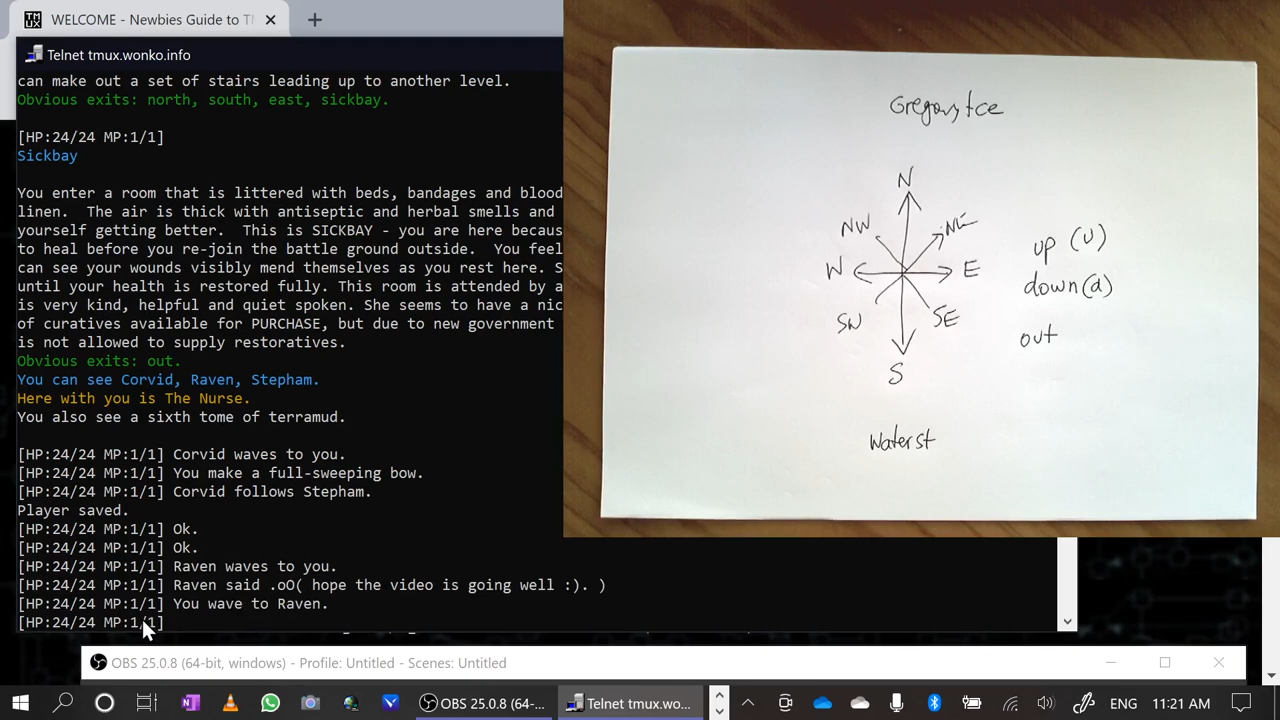 WELCOME - Newbies Guide to T
Telnet tmux.wonko.info
can make out a set of stairs leading up to another level.
Obvious exits: north, south, east, sickbay.
[HP:24/24 MP:1/1]
Sickbay
You enter a room that is littered with beds, bandages and blood
linen. The air is thick with antiseptic and herbal smells and
yourself getting better. This is SICKBAY - you are here becaus
to heal before you re-join the battle ground outside. You feel
can see your wounds visibly mend themselves as you rest here. S
until your health is restored fully. This room is attended by a
is very kind, helpful and quiet spoken. She seems to have a nic
of curatives available for PURCHASE, but due to new government
is not allowed to supply restoratives.
Obvious exits: out.
You can see Corvid, Raven, Stepham.
Here with you is The Nurse.
You also see a sixth tome of terramud.
[HP:24/24 MP:1/1] Corvid waves to you.
[HP:24/24 MP:1/1] You make a full-sweeping bow.
[HP:24/24 MP:1/1] Corvid follows Stepham.
Player saved.
[HP:24/24 MP:1/1] Ok.
[HP:24/24 MP:1/1] Ok.
[HP:24/24 MP:1/1] Raven waves to you.
[HP:24/24 MP:1/1] Raven said .oO( hope the video is going well :). )
[HP:24/24 MP:1/1] You wave to Raven.
[HP:24/24 MP:1/1]
N
NW NE
W E
SW SE
S
up (u)
down (d)
out
Water st
OBS 25.0.8 (64-bit, windows) - Profile: Untitled - Scenes: Untitled
OBS 25.0.8 (64-bit,...
Telnet tmux.wo...
ENG 11:21 AM